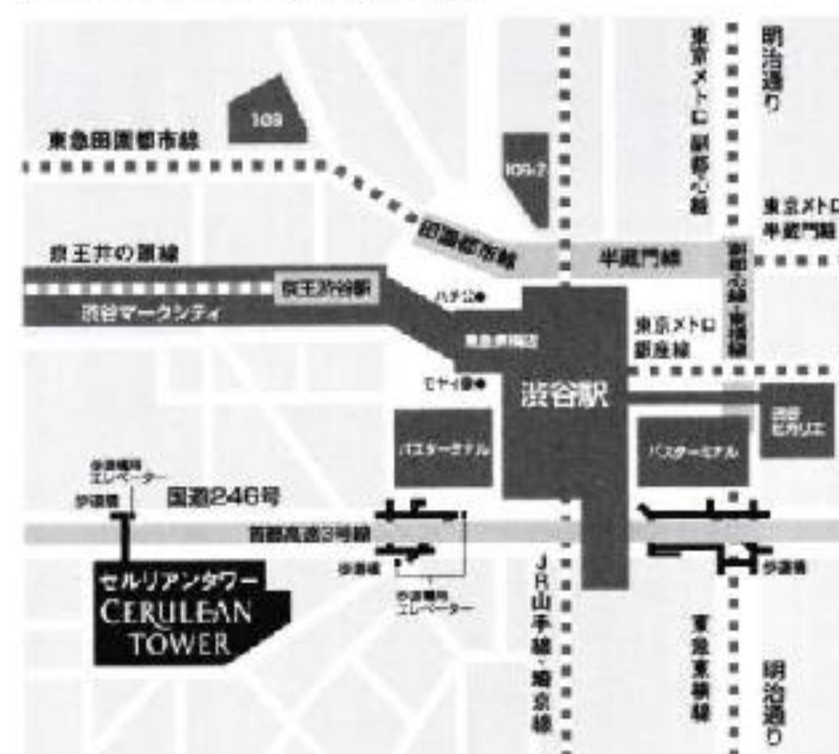 東京メトロ 副都心線
明治通り
109
東急田園都市線
109-2
東京メトロ
半蔵門線
田園都市線
半蔵門線
京王井の頭線
京王渋谷駅
ハチ公●
渋谷マークシティ
東急東横店
東京メトロ
銀座線
副都心線・東横線
モヤイ像●
渋谷駅
渋谷
ヒカリエ
バスターミナル
バスターミナル
歩道橋用
エレベーター
歩道橋
国道246号
首都高速3号線
セルリアンタワー
CERULEAN
TOWER
歩道橋
歩道橋用
エレベーター
歩道橋
JR山手線・埼京線
東急東横線
明治通り